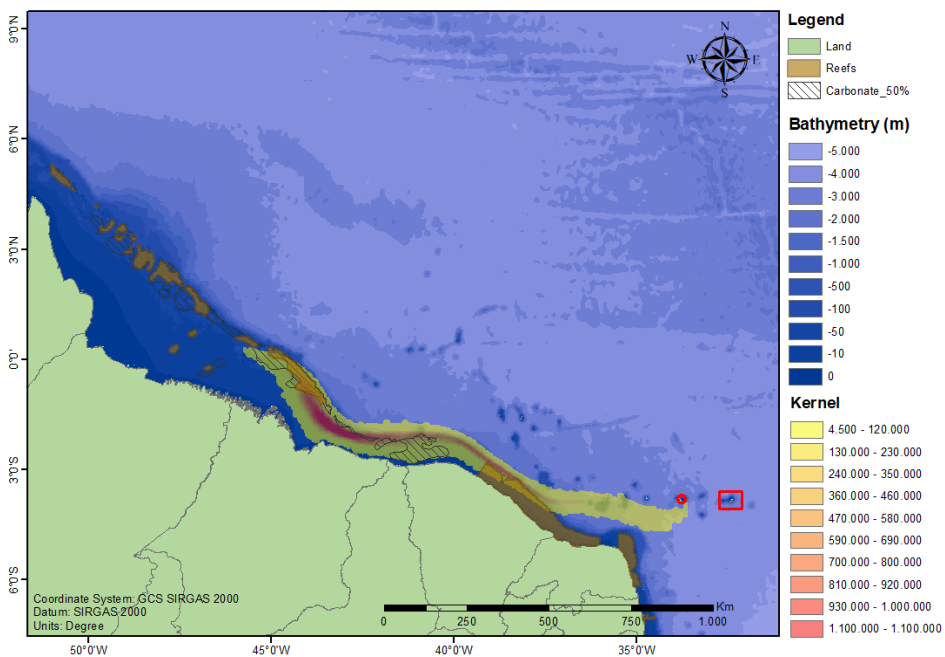 Legend
Land
Reefs
Carbonate_50%
Bathymetry (m)
-5.000
-4.000
-3.000
-2.000
-1.500
-1.000
-500
-100
-50
-10
0
Kernel
4.500 - 120.000
130.000 - 230.000
240.000 - 350.000
360.000 - 460.000
470.000 - 580.000
590.000 - 690.000
700.000 - 800.000
810.000 - 920.000
930.000 - 1.000.000
1.100.000 - 1.100.000
N
W E
S
9°0'N
6°0'N
3°0'N
0°0'
3°0'S
6°0'S
Coordinate System: GCS SIRGAS 2000
Datum: SIRGAS 2000
Units: Degree
Km
0 250 500 750 1.000
50°0'W 45°0'W 40°0'W 35°0'W